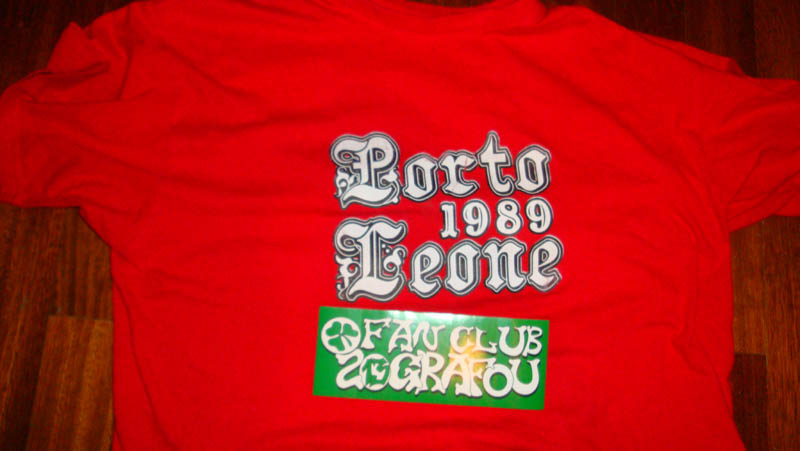 Porto
1989
Leone
FAN CLUB
ZOGRAFOU